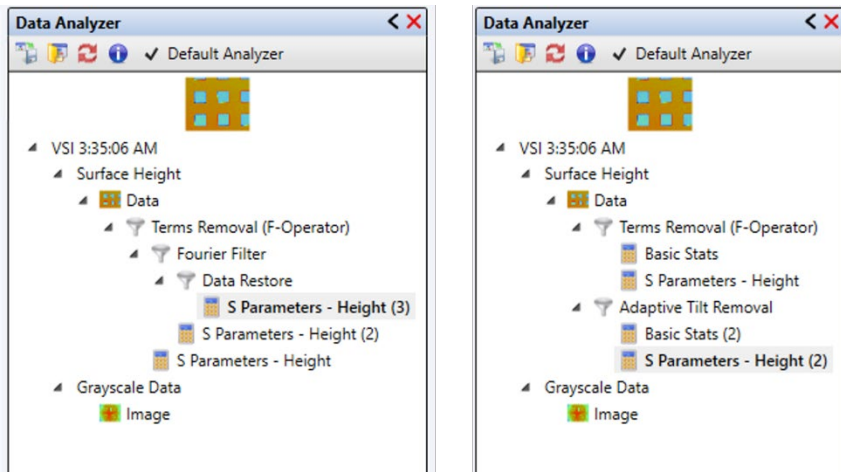 Data Analyzer
Default Analyzer
VSI 3:35:06 AM
Surface Height
Data
Terms Removal (F-Operator)
Fourier Filter
Data Restore
S Parameters - Height (3)
S Parameters - Height (2)
S Parameters - Height
Grayscale Data
Image
Data Analyzer
Default Analyzer
VSI 3:35:06 AM
Surface Height
Data
Terms Removal (F-Operator)
Basic Stats
S Parameters - Height
Adaptive Tilt Removal
Basic Stats (2)
S Parameters - Height (2)
Grayscale Data
Image